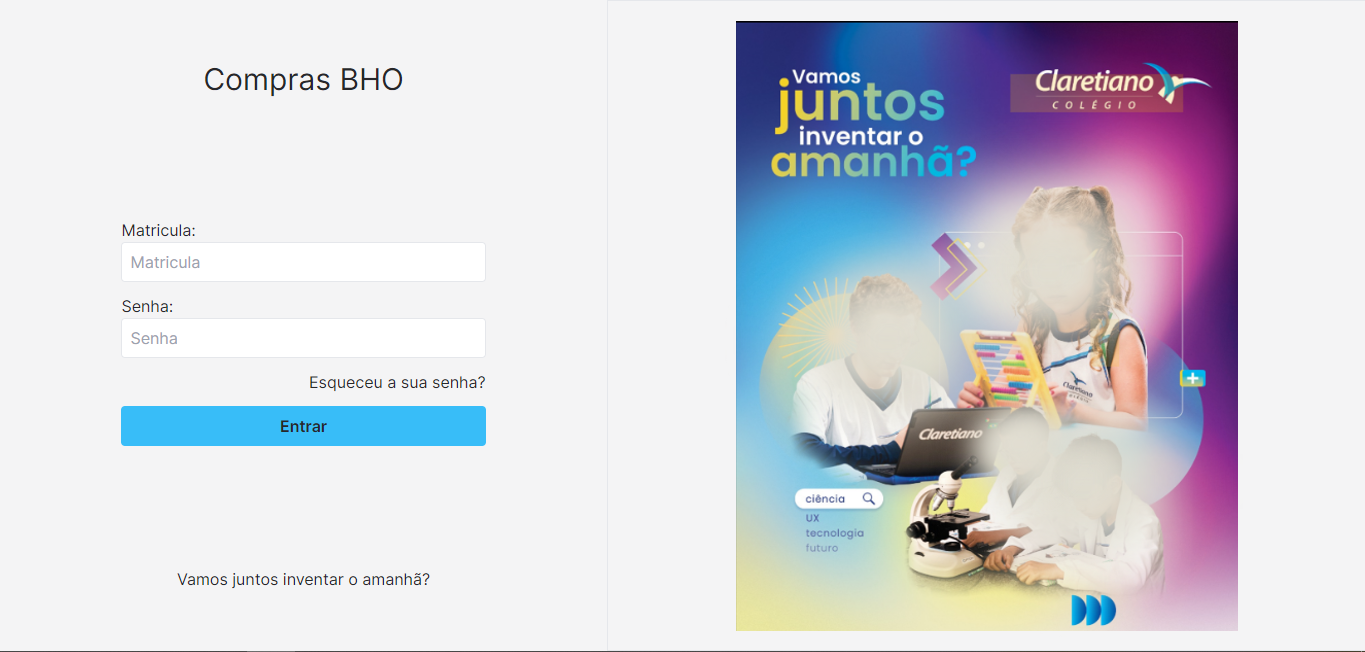 Compras BHO
Matricula:
Matricula
Senha:
Senha
Esqueceu a sua senha?
Entrar
Vamos juntos inventar o amanhã?
Vamos
juntos
inventar o
amanhã?
Claretiano
COLÉGIO
Claretiano
COLÉGIO
Claretiano
ciência
UX
tecnologia
futuro